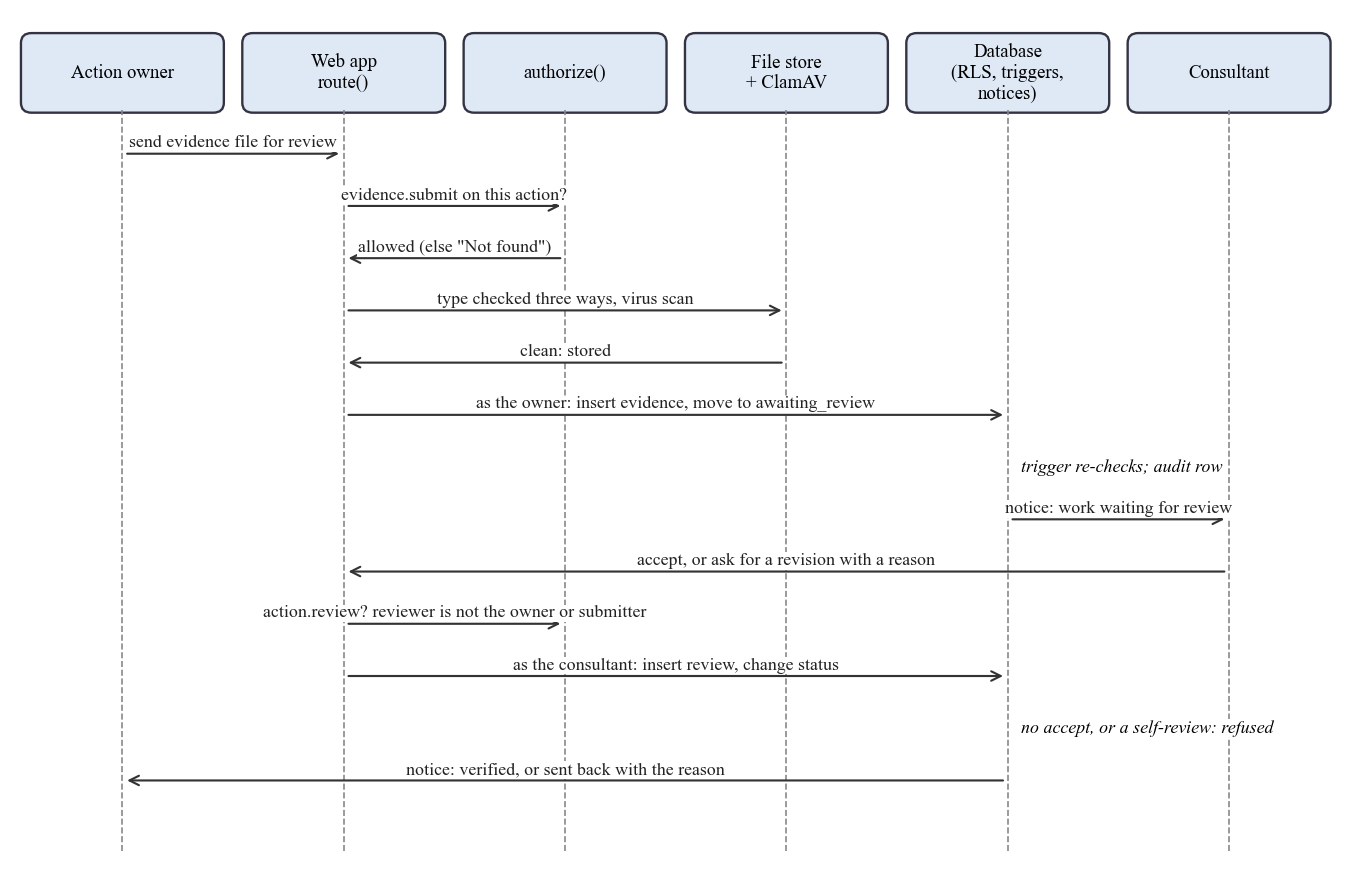 Action owner
Web app
route()
authorize()
File store
+ ClamAV
Database
(RLS, triggers,
notices)
Consultant
send evidence file for review
evidence.submit on this action?
allowed (else "Not found")
type checked three ways, virus scan
clean: stored
as the owner: insert evidence, move to awaiting_review
trigger re-checks; audit row
notice: work waiting for review
accept, or ask for a revision with a reason
action.review? reviewer is not the owner or submitter
as the consultant: insert review, change status
no accept, or a self-review: refused
notice: verified, or sent back with the reason